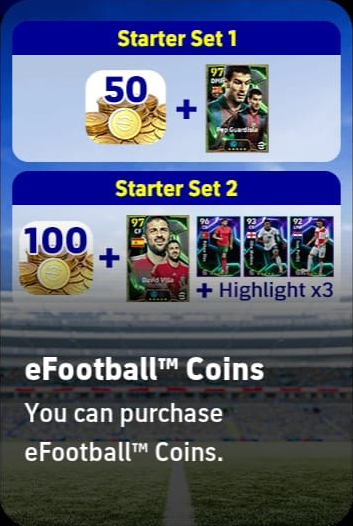 Starter Set 1
50
+
97
DMF
Pep Guardiola
Starter Set 2
100
+
97
CF
David Villa
96
93
92
+ Highlight x3
eFootball™ Coins
You can purchase
eFootball™ Coins.